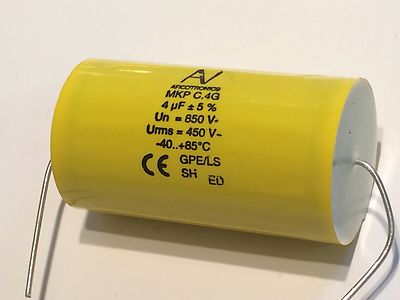 AV
ARCOTRONICS
MKP C.4G
4 µF ± 5 %
Un = 850 V-
Urms = 450 V~
-40..+85°C
CE GPE/LS
SH ED